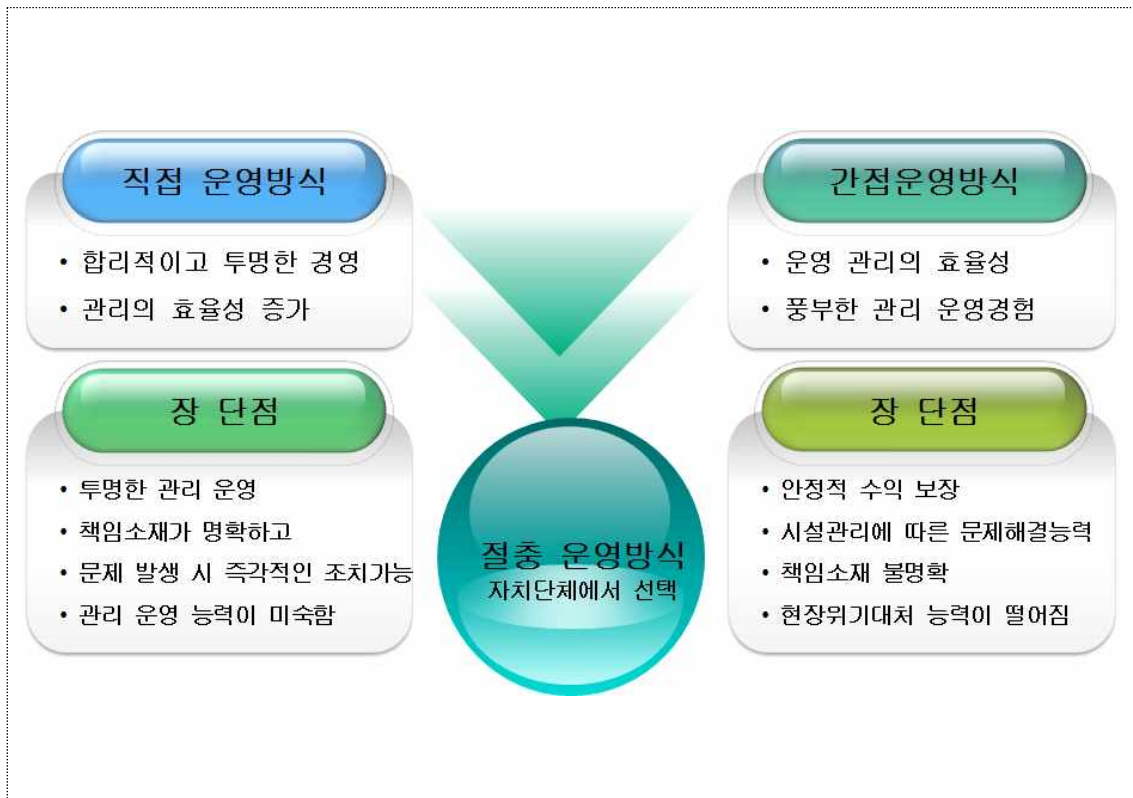 직접 운영방식
• 합리적이고 투명한 경영
• 관리의 효율성 증가
장 단점
• 투명한 관리 운영
• 책임소재가 명확하고
• 문제 발생 시 즉각적인 조치가능
• 관리 운영 능력이 미숙함
절충 운영방식
자치단체에서 선택
간접운영방식
• 운영 관리의 효율성
• 풍부한 관리 운영경험
장 단점
• 안정적 수익 보장
• 시설관리에 따른 문제해결능력
• 책임소재 불명확
• 현장위기대처 능력이 떨어짐